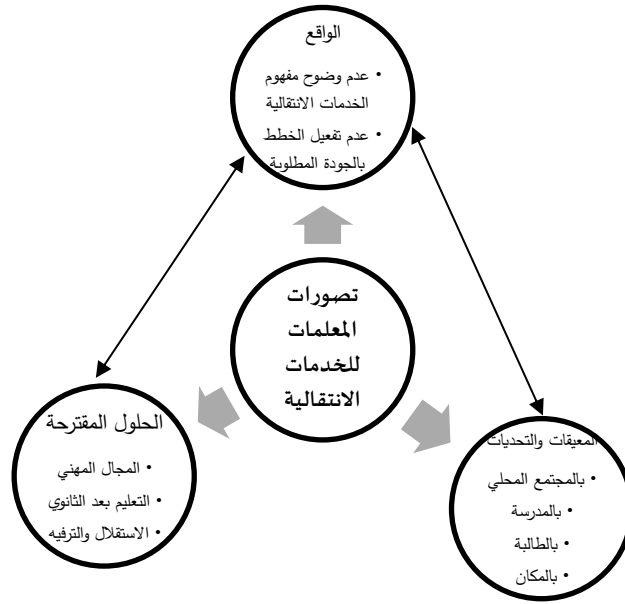 الواقع
• عدم وضوح مفهوم
الخدمات الانتقالية
• عدم تفعيل الخطط
بالجودة المطلوبة
تصورات
المعلمات
للخدمات
الانتقالية
المعيقات والتحديات
• بالمجتمع المحلي
• بالمدرسة
• بالطالبة
• بالمكان
الحلول المقترحة
• المجال المهني
• التعليم بعد الثانوي
• الاستقلال والترفيه